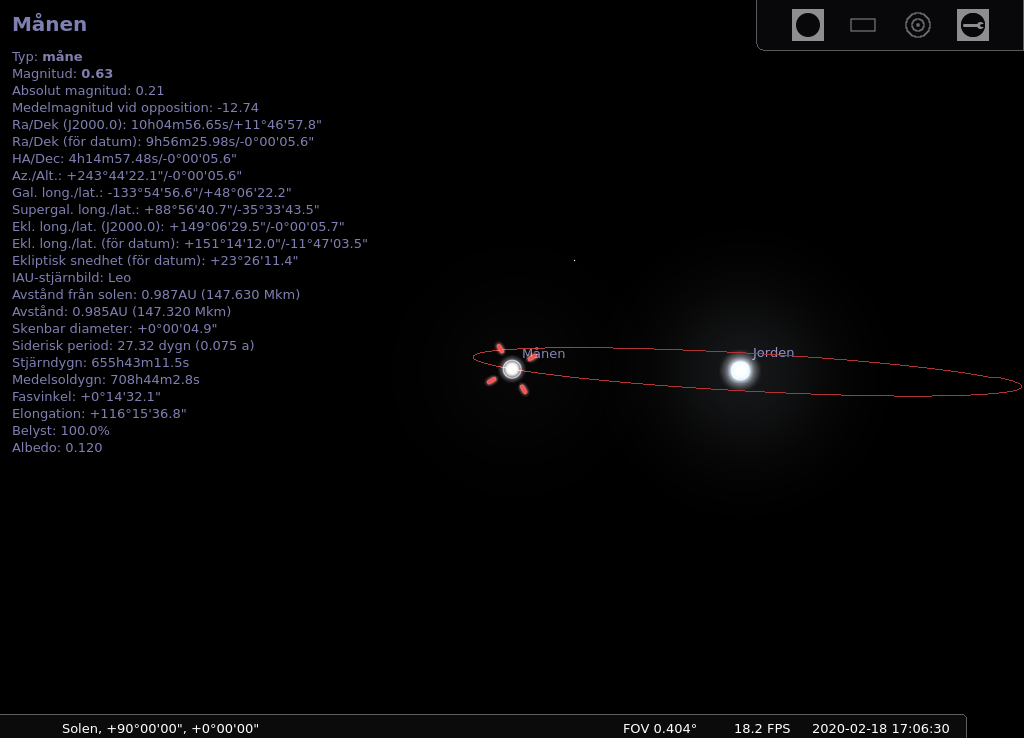 Månen
Typ: måne
Magnitud: 0.63
Absolut magnitud: 0.21
Medelmagnitud vid opposition: -12.74
Ra/Dek (J2000.0): 10h04m56.65s/+11°46'57.8"
Ra/Dek (för datum): 9h56m25.98s/-0°00'05.6"
HA/Dec: 4h14m57.48s/-0°00'05.6"
Az./Alt.: +243°44'22.1"/-0°00'05.6"
Gal. long./lat.: -133°54'56.6"/+48°06'22.2"
Supergal. long./lat.: +88°56'40.7"/-35°33'43.5"
Ekl. long./lat. (J2000.0): +149°06'29.5"/-0°00'05.7"
Ekl. long./lat. (för datum): +151°14'12.0"/-11°47'03.5"
Ekliptisk snedhet (för datum): +23°26'11.4"
IAU-stjärnbild: Leo
Avstånd från solen: 0.987AU (147.630 Mkm)
Avstånd: 0.985AU (147.320 Mkm)
Skenbar diameter: +0°00'04.9"
Siderisk period: 27.32 dygn (0.075 a)
Stjärndygn: 655h43m11.5s
Medelsoldygn: 708h44m2.8s
Fasvinkel: +0°14'32.1"
Elongation: +116°15'36.8"
Belyst: 100.0%
Albedo: 0.120
Månen
Jorden
Solen, +90°00'00", +0°00'00" FOV 0.404° 18.2 FPS 2020-02-18 17:06:30